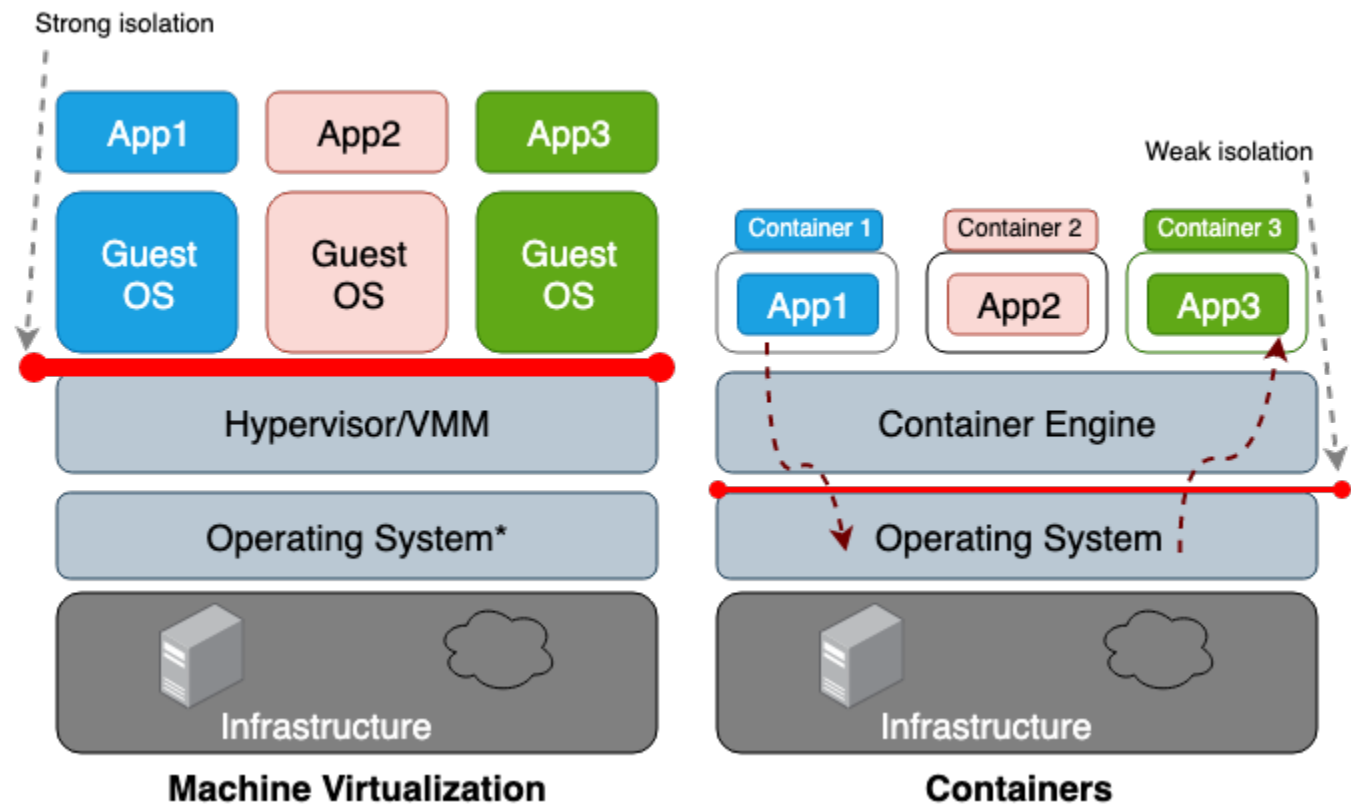 Strong isolation
App1
App2
App3
Guest
OS
Guest
OS
Guest
OS
Hypervisor/VMM
Operating System*
Infrastructure
Machine Virtualization
Weak isolation
Container 1
Container 2
Container 3
App1
App2
App3
Container Engine
Operating System
Infrastructure
Containers